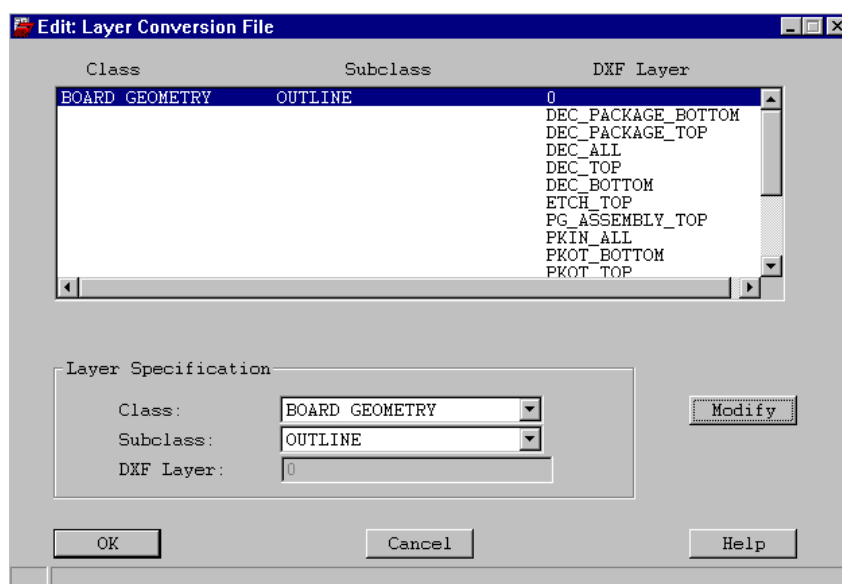 Edit: Layer Conversion File
Class Subclass DXF Layer
BOARD GEOMETRY OUTLINE 0
DEC_PACKAGE_BOTTOM
DEC_PACKAGE_TOP
DEC_ALL
DEC_TOP
DEC_BOTTOM
ETCH_TOP
PG_ASSEMBLY_TOP
PKIN_ALL
PKOT_BOTTOM
PKOT_TOP
Layer Specification
Class: BOARD GEOMETRY Modify
Subclass: OUTLINE
DXF Layer: 0
OK Cancel Help